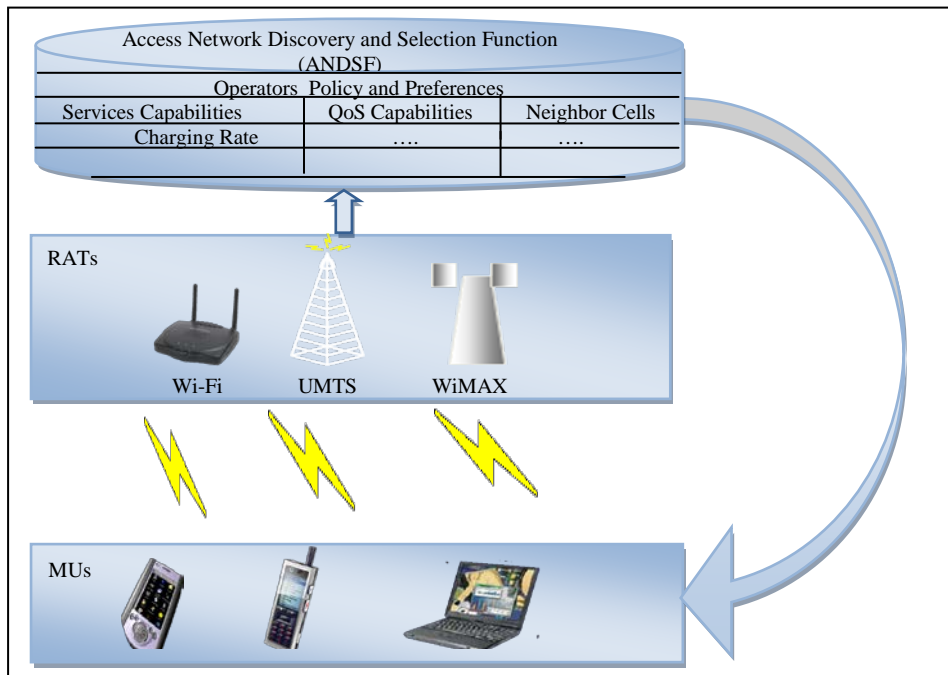 Access Network Discovery and Selection Function
(ANDSF)
Operators Policy and Preferences
Services Capabilities QoS Capabilities Neighbor Cells
Charging Rate …. ….
RATs
Wi-Fi UMTS WiMAX
MUs